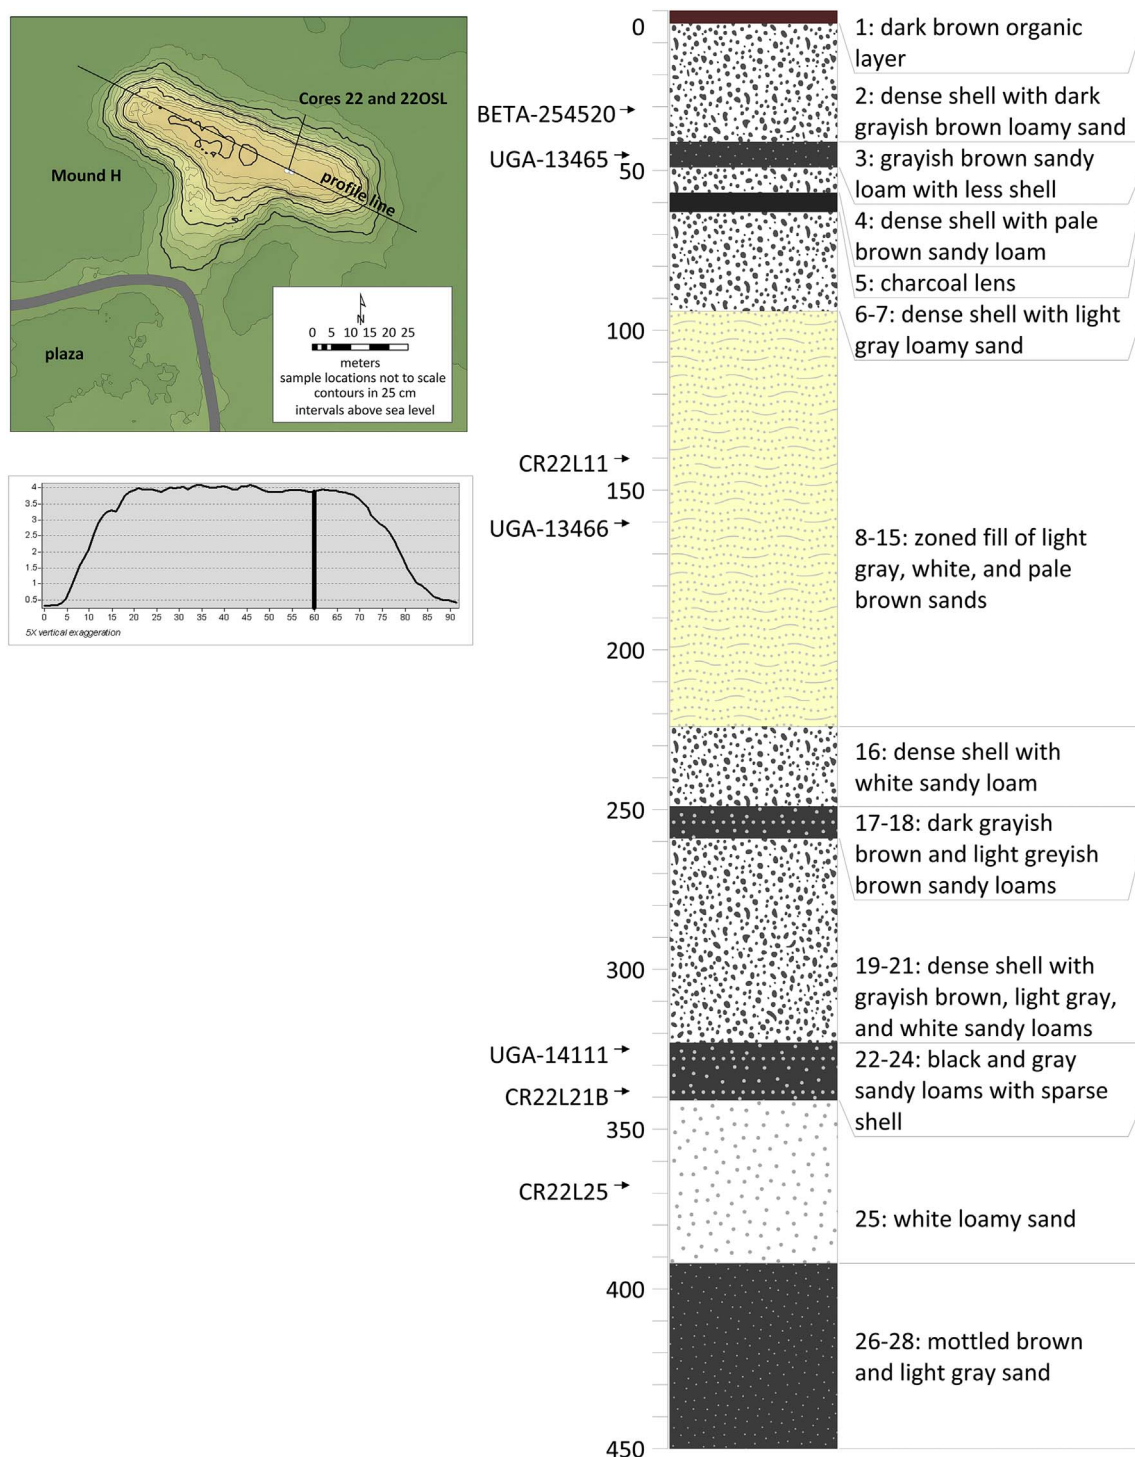 Cores 22 and 22OSL
Mound H
profile line
N
0 5 10 15 20 25
meters
sample locations not to scale
contours in 25 cm
intervals above sea level
plaza
4
3.5
3
2.5
2
1.5
1
0.5
0 5 10 15 20 25 30 35 40 45 50 55 60 65 70 75 80 85 90
5X vertical exaggeration
BETA-254520
UGA-13465
CR22L11
UGA-13466
UGA-14111
CR22L21B
CR22L25
0
50
100
150
200
250
300
350
400
450
1: dark brown organic
layer
2: dense shell with dark
grayish brown loamy sand
3: grayish brown sandy
loam with less shell
4: dense shell with pale
brown sandy loam
5: charcoal lens
6-7: dense shell with light
gray loamy sand
8-15: zoned fill of light
gray, white, and pale
brown sands
16: dense shell with
white sandy loam
17-18: dark grayish
brown and light greyish
brown sandy loams
19-21: dense shell with
grayish brown, light gray,
and white sandy loams
22-24: black and gray
sandy loams with sparse
shell
25: white loamy sand
26-28: mottled brown
and light gray sand